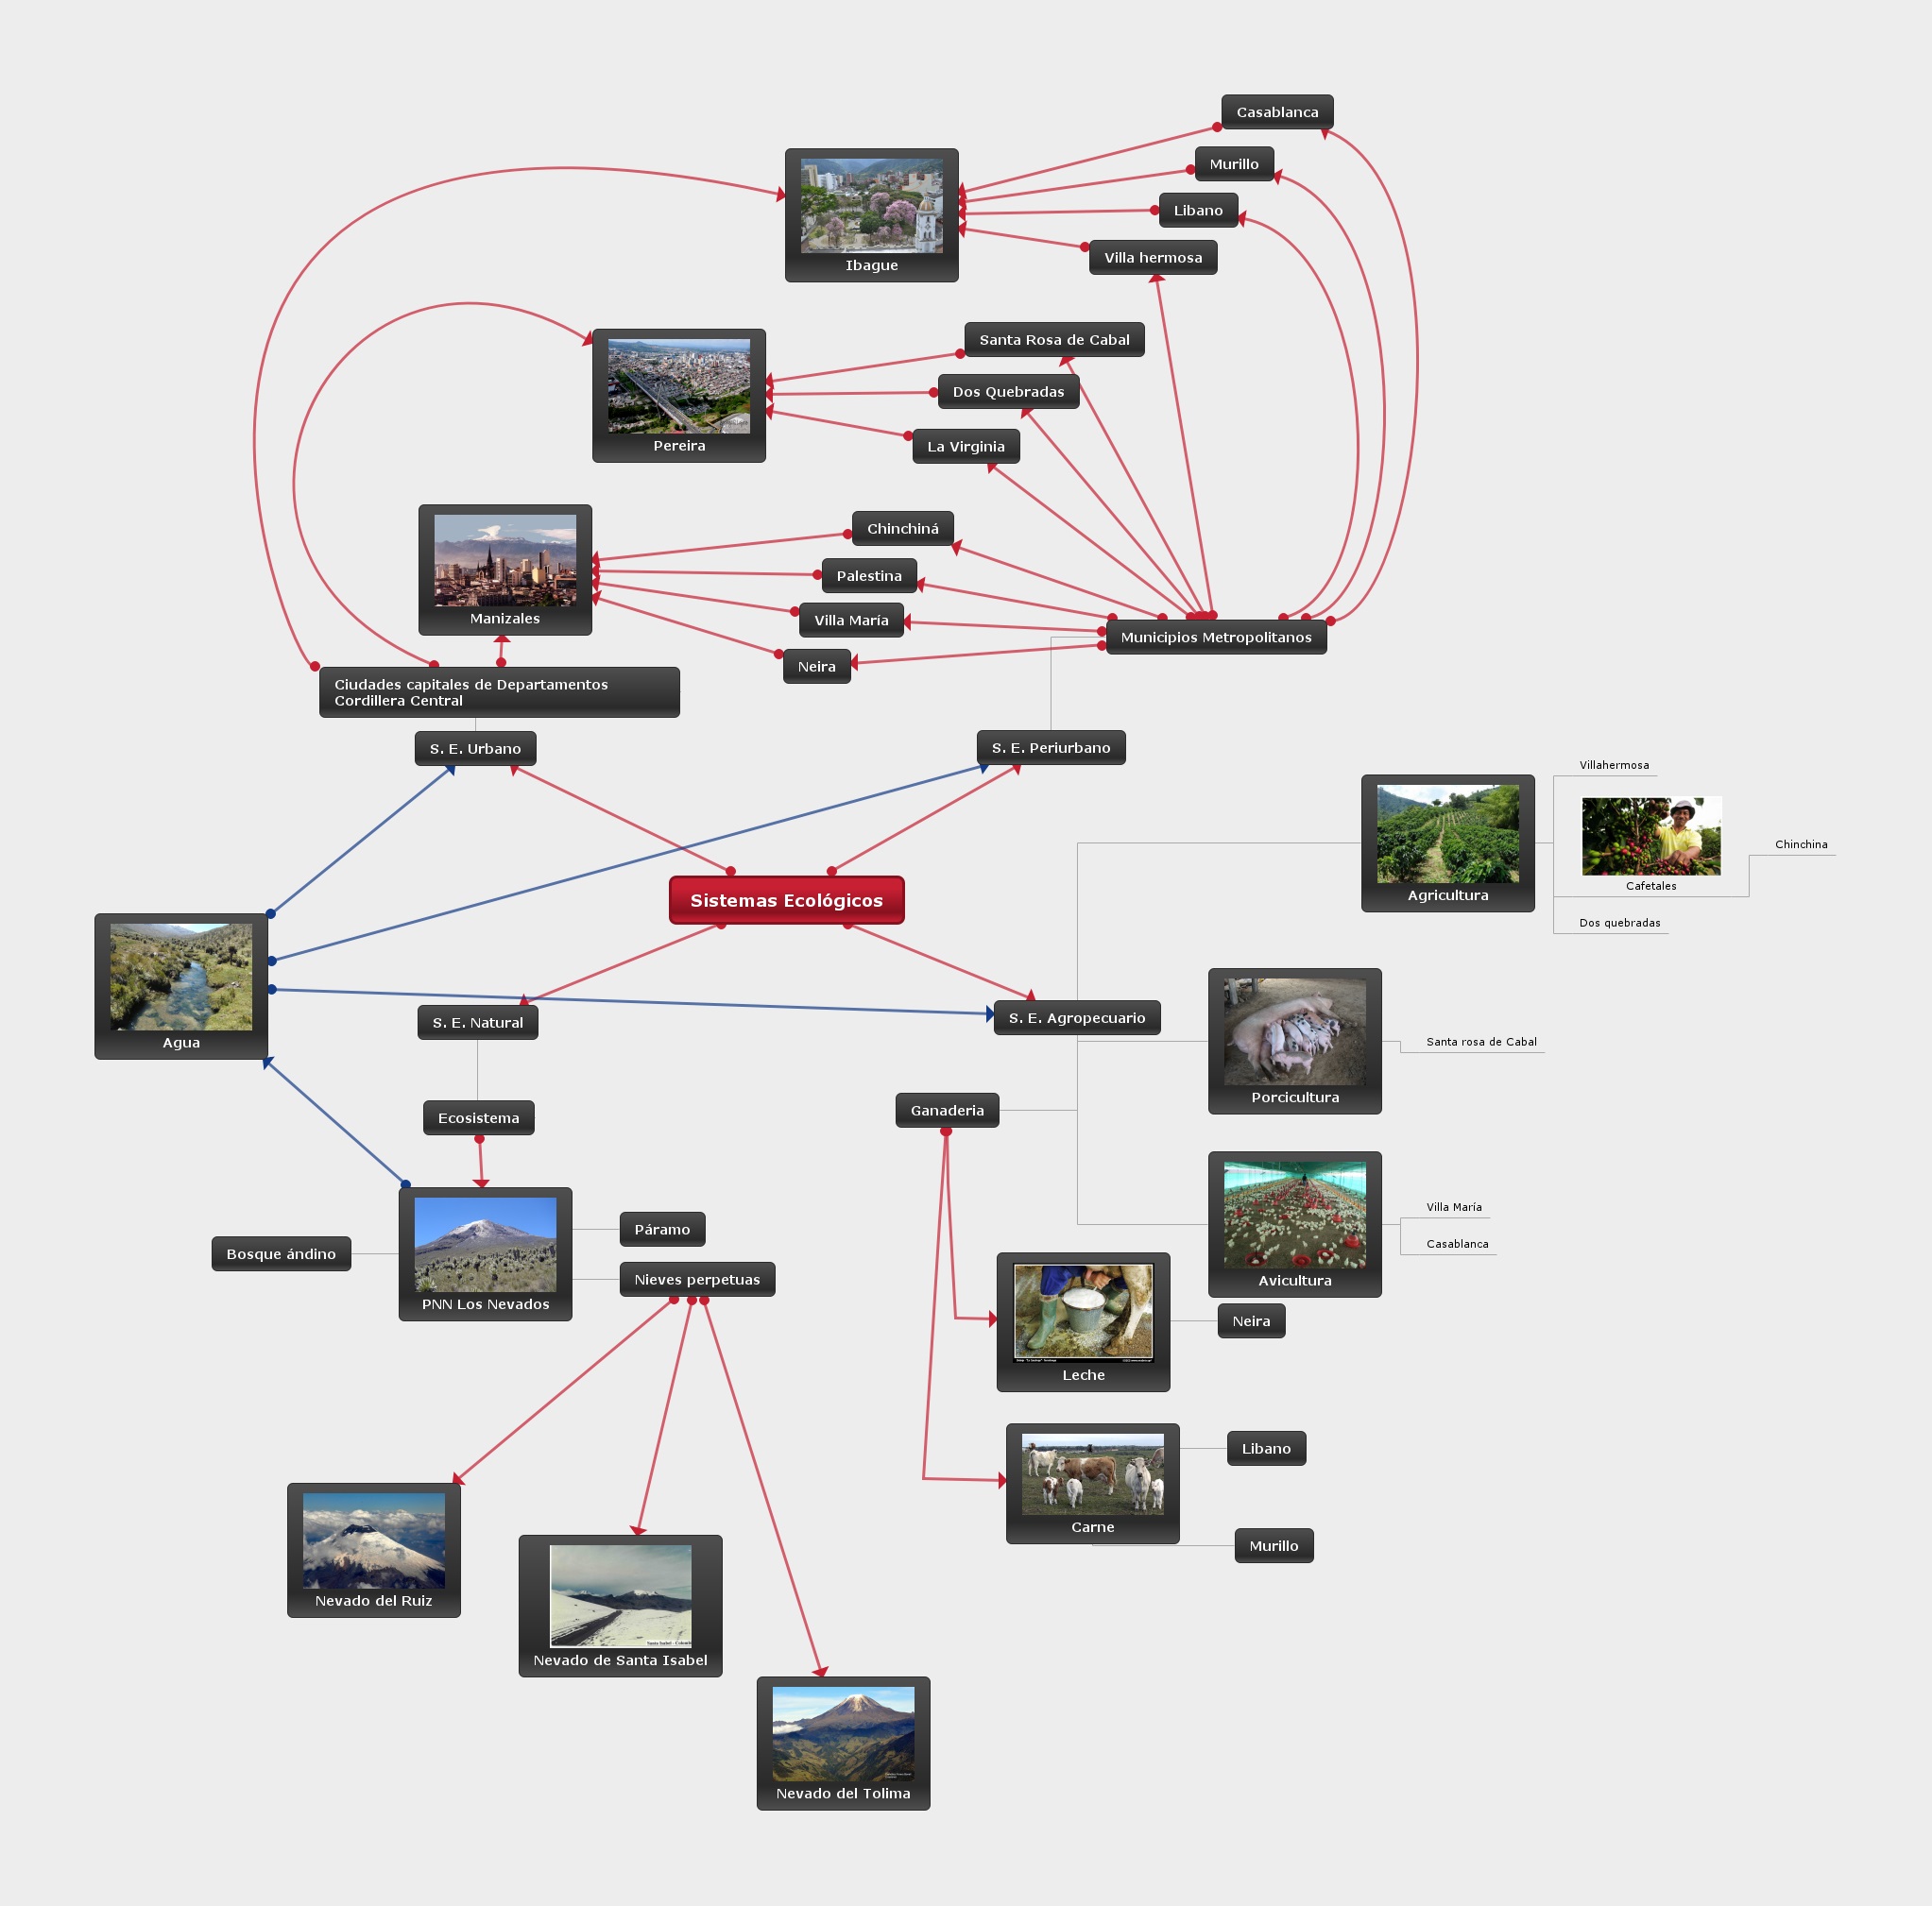 Casablanca
Murillo
Libano
Villa hermosa
Ibague
Santa Rosa de Cabal
Dos Quebradas
La Virginia
Pereira
Chinchiná
Palestina
Villa María
Neira
Manizales
Municipios Metropolitanos
Ciudades capitales de Departamentos
Cordillera Central
S. E. Urbano
S. E. Periurbano
Sistemas Ecológicos
Agricultura
Villahermosa
Cafetales
Chinchina
Dos quebradas
Agua
S. E. Natural
S. E. Agropecuario
Porcicultura
Santa rosa de Cabal
Ecosistema
Ganaderia
Avicultura
Villa María
Casablanca
Bosque ándino
PNN Los Nevados
Páramo
Nieves perpetuas
Leche
Neira
Carne
Libano
Murillo
Nevado del Ruiz
Nevado de Santa Isabel
Nevado del Tolima